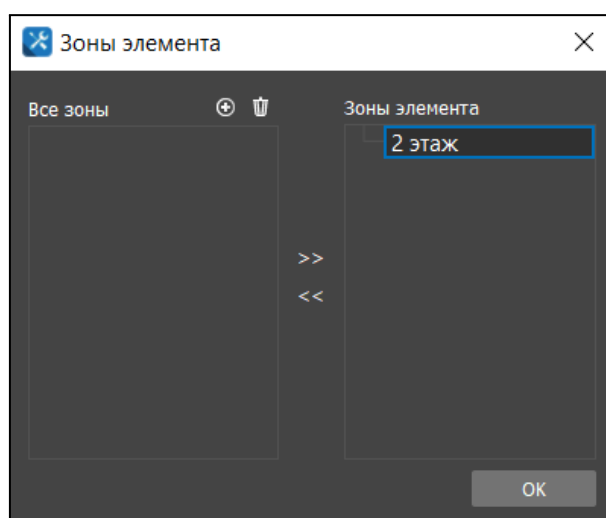 Зоны элемента
Все зоны
Зоны элемента
2 этаж
>>
<<
OK